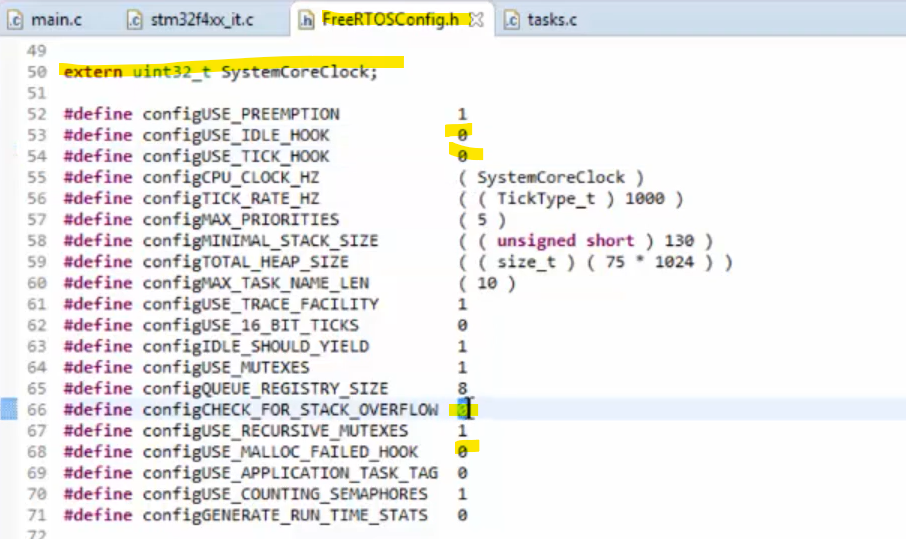 main.c stm32f4xx_it.c FreeRTOSConfig.h tasks.c
49
50 extern uint32_t SystemCoreClock;
51
52 #define configUSE_PREEMPTION 1
53 #define configUSE_IDLE_HOOK 0
54 #define configUSE_TICK_HOOK 0
55 #define configCPU_CLOCK_HZ ( SystemCoreClock )
56 #define configTICK_RATE_HZ ( ( TickType_t ) 1000 )
57 #define configMAX_PRIORITIES ( 5 )
58 #define configMINIMAL_STACK_SIZE ( ( unsigned short ) 130 )
59 #define configTOTAL_HEAP_SIZE ( ( size_t ) ( 75 * 1024 ) )
60 #define configMAX_TASK_NAME_LEN ( 10 )
61 #define configUSE_TRACE_FACILITY 1
62 #define configUSE_16_BIT_TICKS 0
63 #define configIDLE_SHOULD_YIELD 1
64 #define configUSE_MUTEXES 1
65 #define configQUEUE_REGISTRY_SIZE 8
66 #define configCHECK_FOR_STACK_OVERFLOW 0
67 #define configUSE_RECURSIVE_MUTEXES 1
68 #define configUSE_MALLOC_FAILED_HOOK 0
69 #define configUSE_APPLICATION_TASK_TAG 0
70 #define configUSE_COUNTING_SEMAPHORES 1
71 #define configGENERATE_RUN_TIME_STATS 0
72